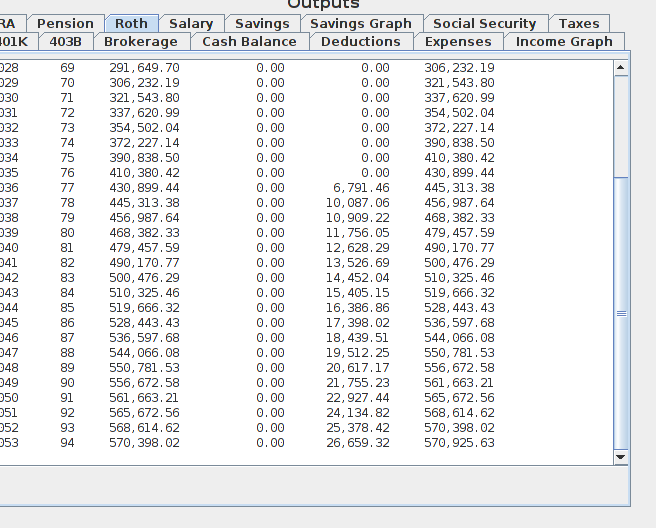 Outputs
RA Pension Roth Salary Savings Savings Graph Social Security Taxes
401K 403B Brokerage Cash Balance Deductions Expenses Income Graph
028 69 291,649.70 0.00 0.00 306,232.19
029 70 306,232.19 0.00 0.00 321,543.80
030 71 321,543.80 0.00 0.00 337,620.99
031 72 337,620.99 0.00 0.00 354,502.04
032 73 354,502.04 0.00 0.00 372,227.14
033 74 372,227.14 0.00 0.00 390,838.50
034 75 390,838.50 0.00 0.00 410,380.42
035 76 410,380.42 0.00 0.00 430,899.44
036 77 430,899.44 0.00 6,791.46 445,313.38
037 78 445,313.38 0.00 10,087.06 456,987.64
038 79 456,987.64 0.00 10,909.22 468,382.33
039 80 468,382.33 0.00 11,756.05 479,457.59
040 81 479,457.59 0.00 12,628.29 490,170.77
041 82 490,170.77 0.00 13,526.69 500,476.29
042 83 500,476.29 0.00 14,452.04 510,325.46
043 84 510,325.46 0.00 15,405.15 519,666.32
044 85 519,666.32 0.00 16,386.86 528,443.43
045 86 528,443.43 0.00 17,398.02 536,597.68
046 87 536,597.68 0.00 18,439.51 544,066.08
047 88 544,066.08 0.00 19,512.25 550,781.53
048 89 550,781.53 0.00 20,617.17 556,672.58
049 90 556,672.58 0.00 21,755.23 561,663.21
050 91 561,663.21 0.00 22,927.44 565,672.56
051 92 565,672.56 0.00 24,134.82 568,614.62
052 93 568,614.62 0.00 25,378.42 570,398.02
053 94 570,398.02 0.00 26,659.32 570,925.63